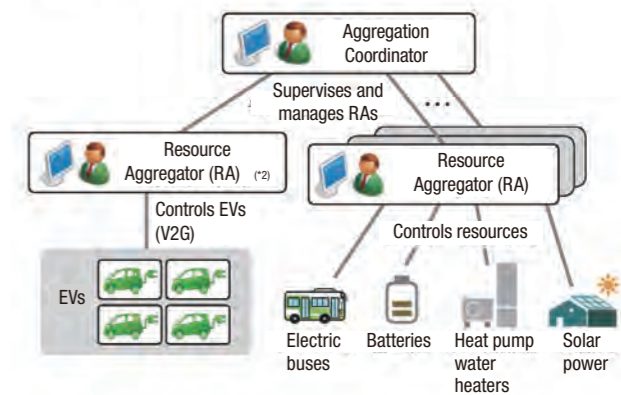 Aggregation
Coordinator
Supervises and
manages RAs
...
Resource
Aggregator (RA) (*2)
Resource
Aggregator (RA)
Controls EVs
(V2G)
Controls resources
EVs
Electric
buses
Batteries
Heat pump
water
heaters
Solar
power